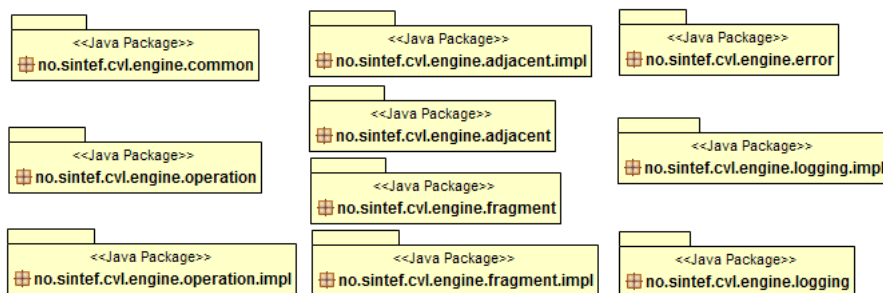 <<Java Package>>
no.sintef.cvl.engine.common
<<Java Package>>
no.sintef.cvl.engine.adjacent.impl
<<Java Package>>
no.sintef.cvl.engine.error
<<Java Package>>
no.sintef.cvl.engine.adjacent
<<Java Package>>
no.sintef.cvl.engine.operation
<<Java Package>>
no.sintef.cvl.engine.logging.impl
<<Java Package>>
no.sintef.cvl.engine.fragment
<<Java Package>>
no.sintef.cvl.engine.operation.impl
<<Java Package>>
no.sintef.cvl.engine.fragment.impl
<<Java Package>>
no.sintef.cvl.engine.logging